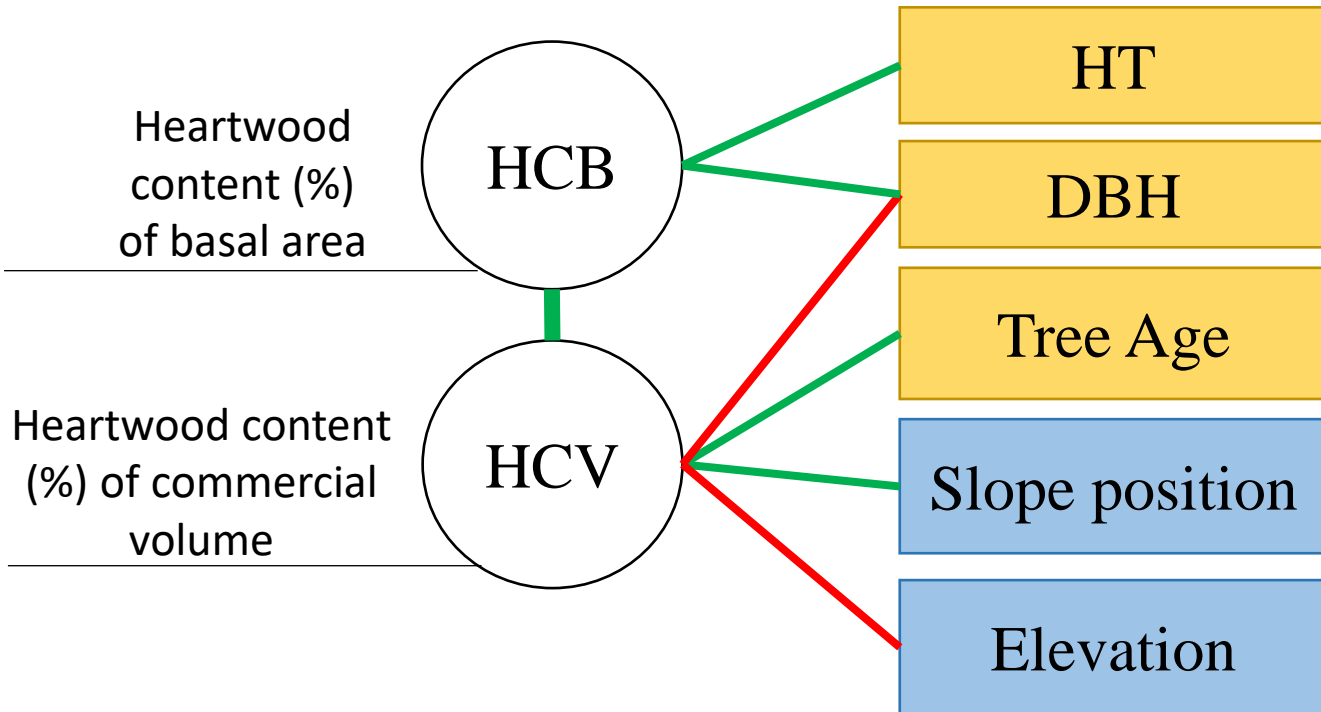 Heartwood
content (%)
of basal area
HCB
Heartwood content
(%) of commercial
volume
HCV
HT
DBH
Tree Age
Slope position
Elevation